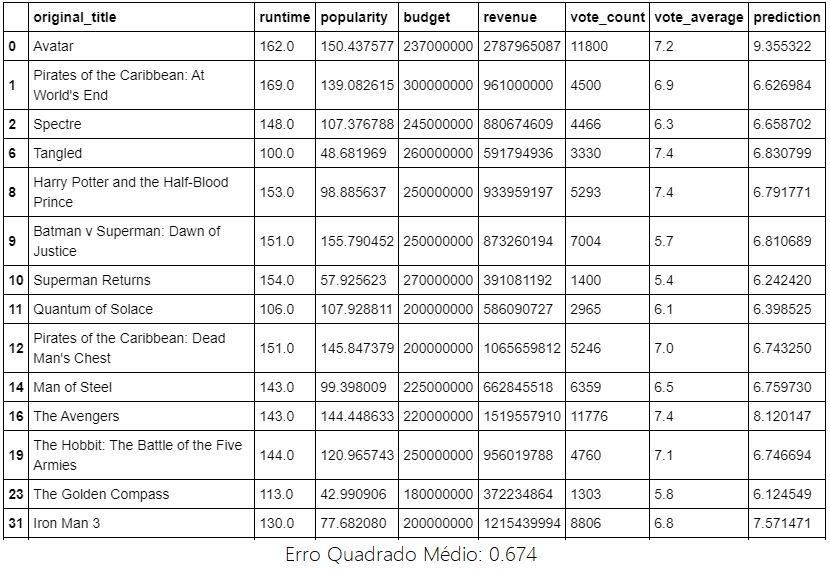 original_title runtime popularity budget revenue vote_count vote_average prediction
0 Avatar 162.0 150.437577 237000000 2787965087 11800 7.2 9.355322
1 Pirates of the Caribbean: At World's End 169.0 139.082615 300000000 961000000 4500 6.9 6.626984
2 Spectre 148.0 107.376788 245000000 880674609 4466 6.3 6.658702
6 Tangled 100.0 48.681969 260000000 591794936 3330 7.4 6.830799
8 Harry Potter and the Half-Blood Prince 153.0 98.885637 250000000 933959197 5293 7.4 6.791771
9 Batman v Superman: Dawn of Justice 151.0 155.790452 250000000 873260194 7004 5.7 6.810689
10 Superman Returns 154.0 57.925623 270000000 391081192 1400 5.4 6.242420
11 Quantum of Solace 106.0 107.928811 200000000 586090727 2965 6.1 6.398525
12 Pirates of the Caribbean: Dead Man's Chest 151.0 145.847379 200000000 1065659812 5246 7.0 6.743250
14 Man of Steel 143.0 99.398009 225000000 662845518 6359 6.5 6.759730
16 The Avengers 143.0 144.448633 220000000 1519557910 11776 7.4 8.120147
19 The Hobbit: The Battle of the Five Armies 144.0 120.965743 250000000 956019788 4760 7.1 6.746694
23 The Golden Compass 113.0 42.990906 180000000 372234864 1303 5.8 6.124549
31 Iron Man 3 130.0 77.682080 200000000 1215439994 8806 6.8 7.571471
Erro Quadrado Médio: 0.674